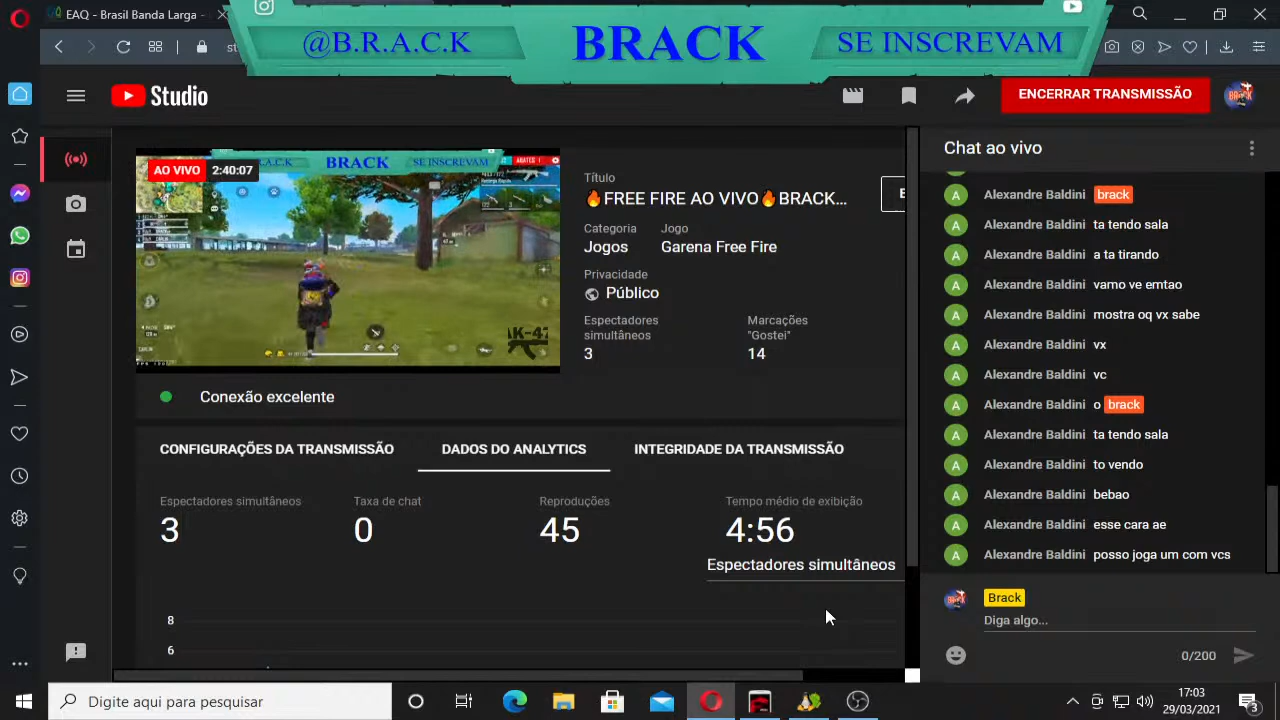 EAQ - Brasil Banda Larga -
@B.R.A.C.K
BRACK
SE INSCREVAM
Studio
ENCERRAR TRANSMISSÃO
AO VIVO
2:40:07
BRACK
SE INSCREVAM
AK-47
Título
🔥FREE FIRE AO VIVO🔥BRACK...
Categoria
Jogo
Jogos
Garena Free Fire
Privacidade
Público
Espectadores
simultâneos
Marcações
"Gostei"
3
14
Conexão excelente
CONFIGURAÇÕES DA TRANSMISSÃO
DADOS DO ANALYTICS
INTEGRIDADE DA TRANSMISSÃO
Espectadores simultâneos
Taxa de chat
Reproduções
Tempo médio de exibição
3
0
45
4:56
Espectadores simultâneos
8
6
Chat ao vivo
Alexandre Baldini brack
Alexandre Baldini ta tendo sala
Alexandre Baldini a ta tirando
Alexandre Baldini vamo ve emtao
Alexandre Baldini mostra oq vx sabe
Alexandre Baldini vx
Alexandre Baldini vc
Alexandre Baldini o brack
Alexandre Baldini ta tendo sala
Alexandre Baldini to vendo
Alexandre Baldini bebao
Alexandre Baldini esse cara ae
Alexandre Baldini posso joga um com vcs
Brack
Diga algo...
0/200
Digite aqui para pesquisar
17:03
29/03/2021
3